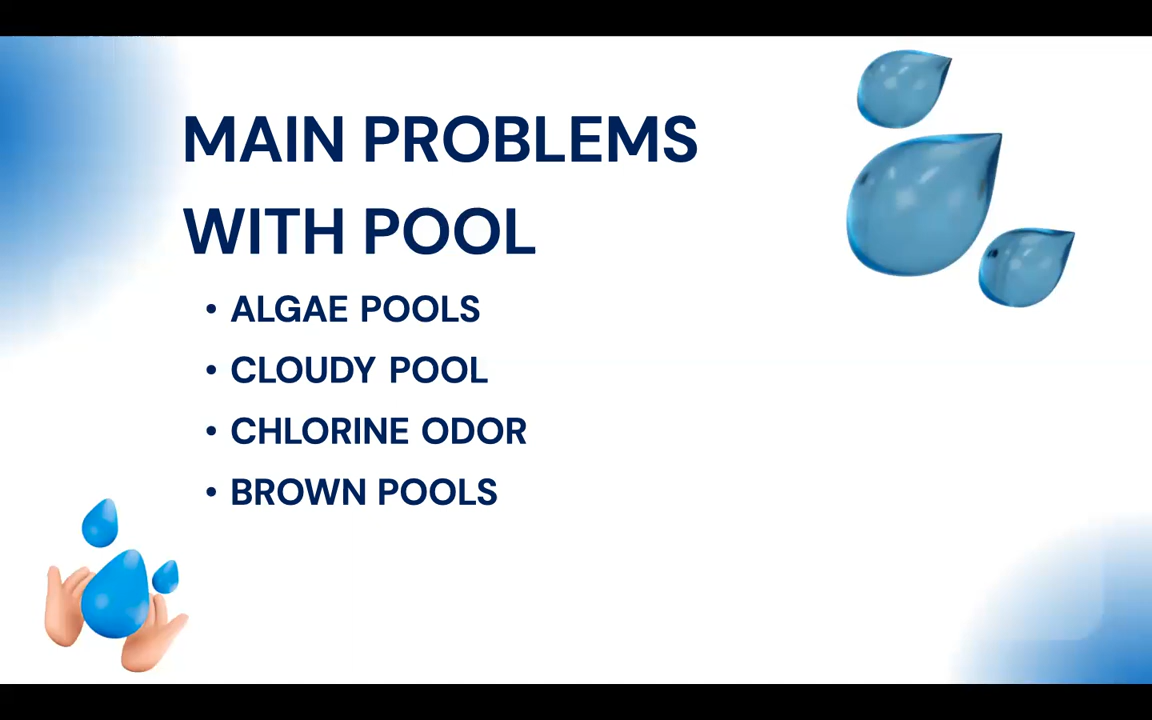 MAIN PROBLEMS
WITH POOL
• ALGAE POOLS
• CLOUDY POOL
• CHLORINE ODOR
• BROWN POOLS